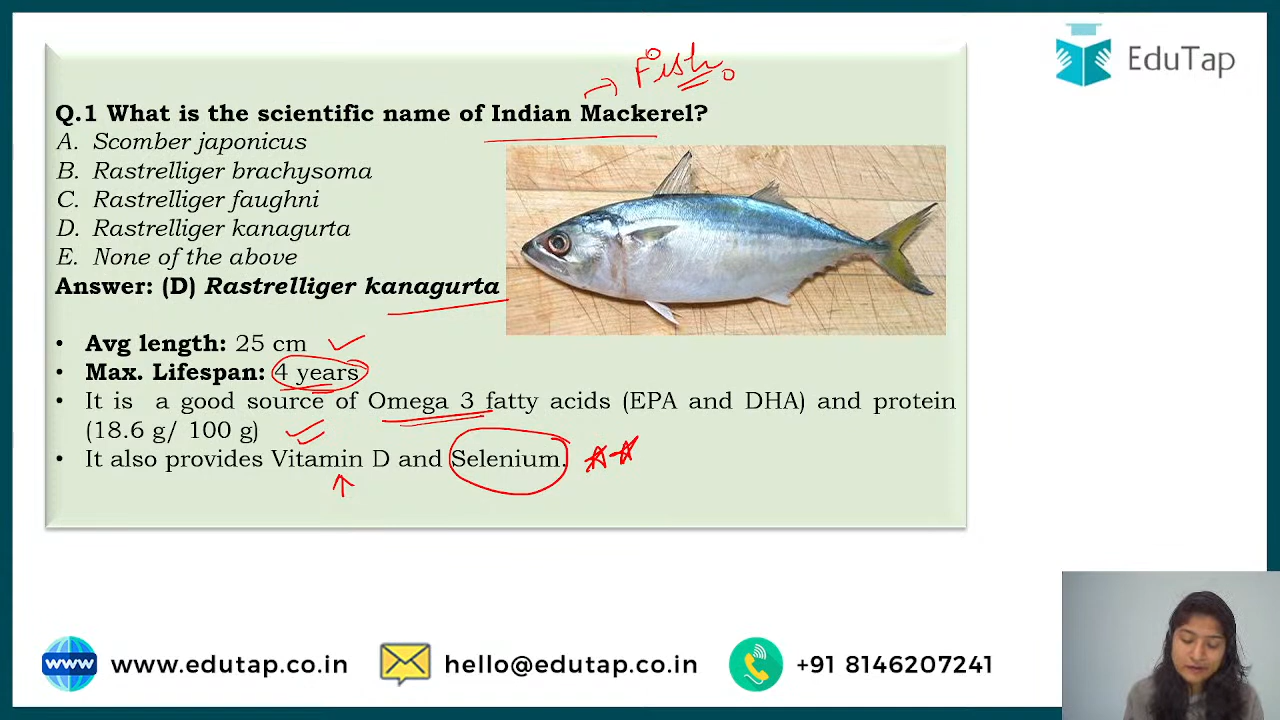 EduTap
Fish
Q.1 What is the scientific name of Indian Mackerel?
A. Scomber japonicus
B. Rastrelliger brachysoma
C. Rastrelliger faughni
D. Rastrelliger kanagurta
E. None of the above
Answer: (D) Rastrelliger kanagurta
• Avg length: 25 cm
• Max. Lifespan: 4 years
• It is a good source of Omega 3 fatty acids (EPA and DHA) and protein
(18.6 g/ 100 g)
• It also provides Vitamin D and Selenium.
www www.edutap.co.in hello@edutap.co.in +91 8146207241